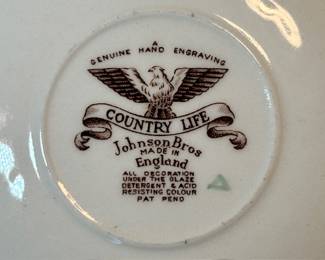 A
GENUINE HAND ENGRAVING
COUNTRY LIFE
Johnson Bros
MADE IN
England
ALL DECORATION
UNDER THE GLAZE
DETERGENT & ACID
RESISTING COLOUR
PAT PEND